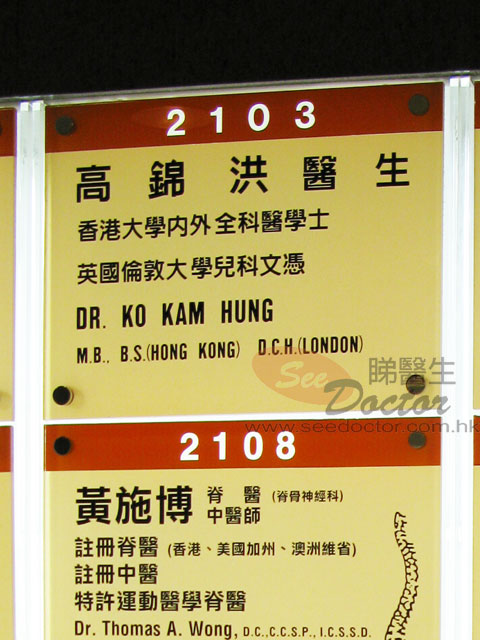 2103
高錦洪醫生
香港大學內外全科醫學士
英國倫敦大學兒科文憑
DR. KO KAM HUNG
M.B., B.S.(HONG KONG) D.C.H.(LONDON)
See 睇醫生
Doctor
www.seedoctor.com.hk
2108
黃施博 脊醫 (脊骨神經科)
中醫師
註冊脊醫 (香港、美國加州、澳洲維省)
註冊中醫
特許運動醫學脊醫
Dr. Thomas A. Wong, D.C.,C.C.S.P., I.C.S.S.D.